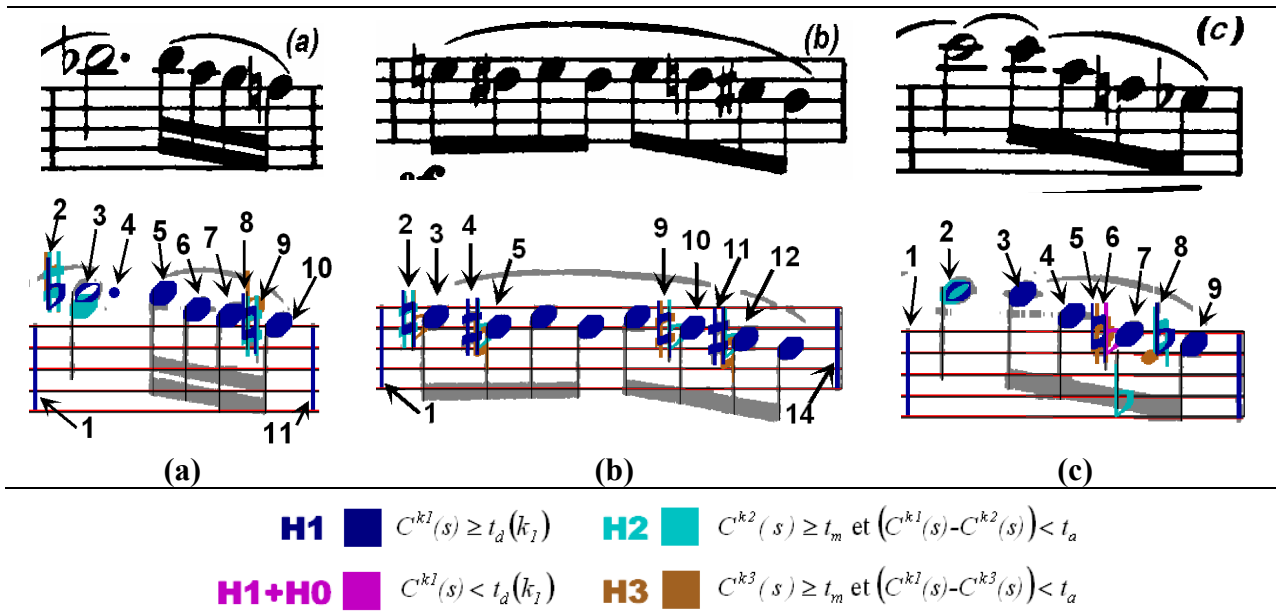 (a) (b) (c)
sf
2 3 4 5 6 7 8 9 10
1 11
2 3 4 5 9 10 11 12
1 14
1 2 3 4 5 6 7 8 9
(a) (b) (c)
H1 C^{k1}(s) ≥ t_d(k_1) H2 C^{k2}(s) ≥ t_m et (C^{k1}(s)-C^{k2}(s)) < t_a
H1+H0 C^{k1}(s) < t_d(k_1) H3 C^{k3}(s) ≥ t_m et (C^{k1}(s)-C^{k3}(s)) < t_a